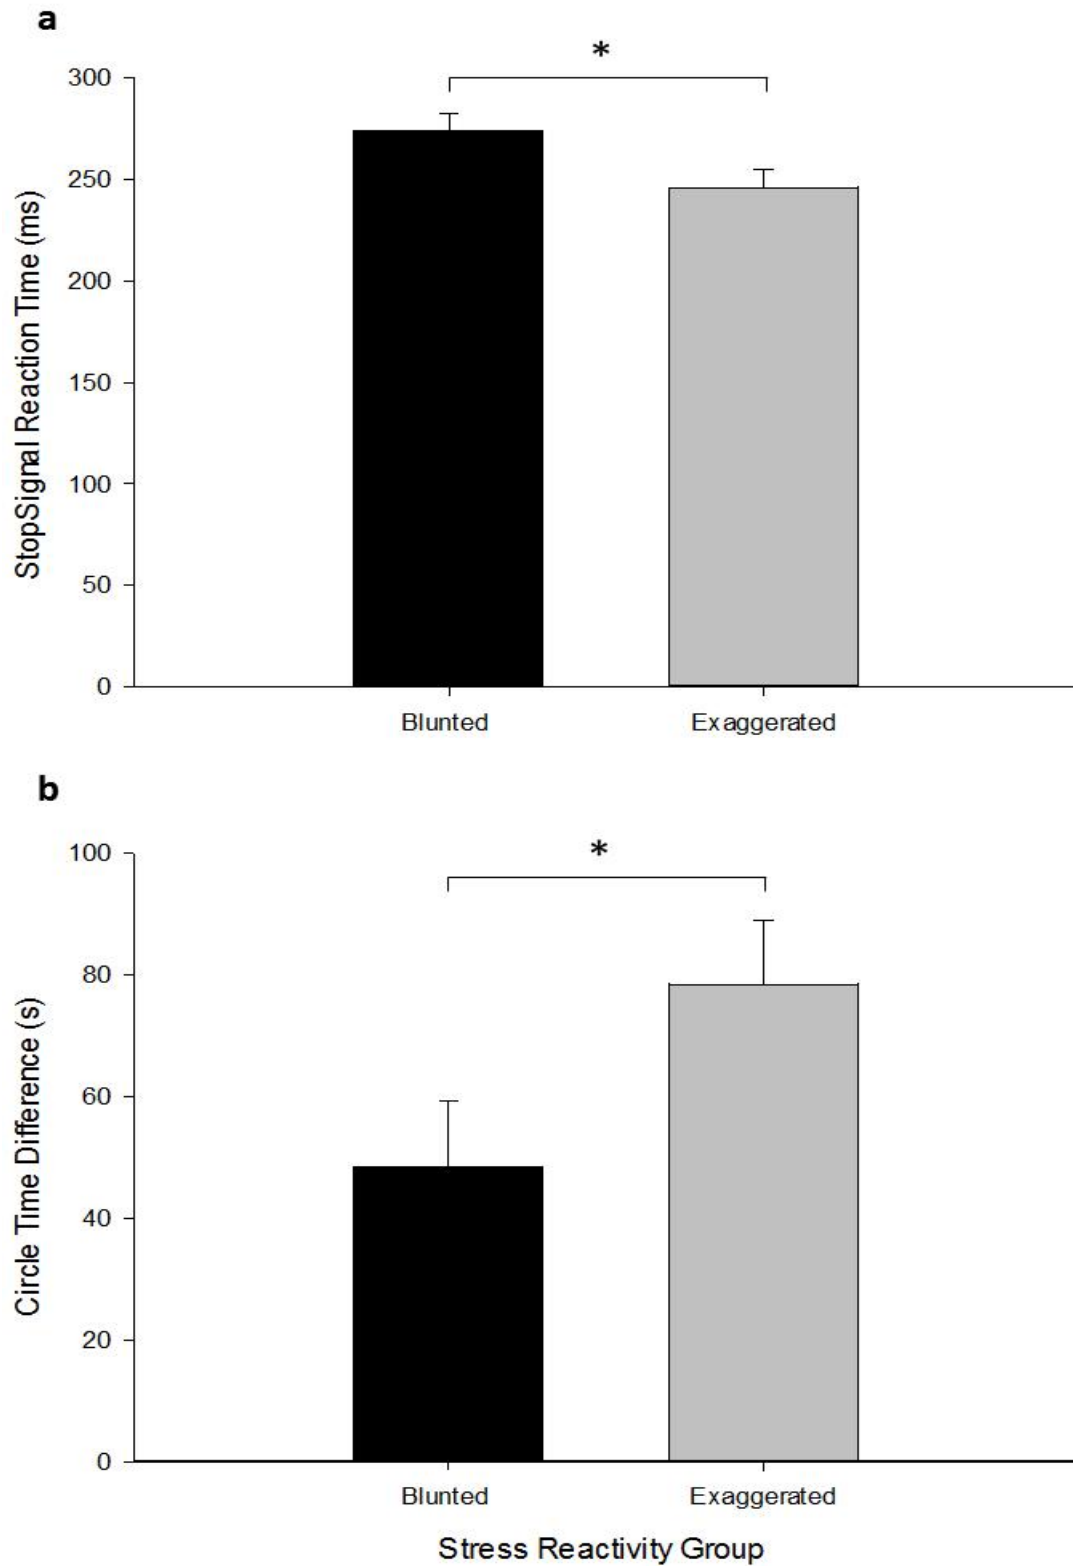 a
*
300
250
200
150
100
50
0
StopSignal Reaction Time (ms)
Blunted
Exaggerated
b
*
100
80
60
40
20
0
Circle Time Difference (s)
Blunted
Exaggerated
Stress Reactivity Group